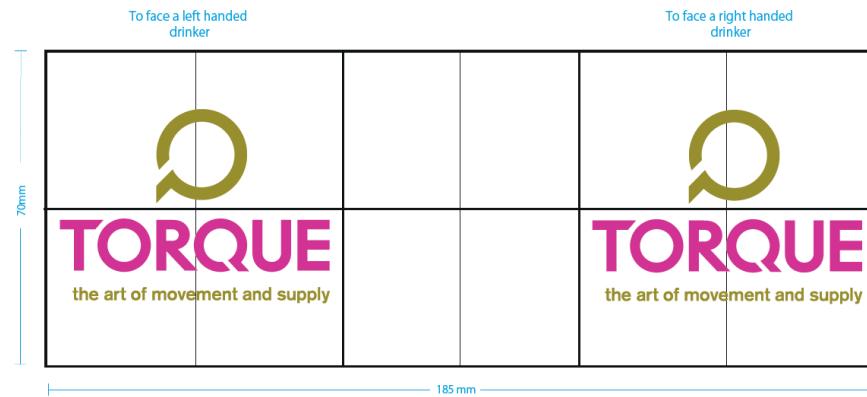 To face a left handed
drinker
To face a right handed
drinker
70mm
TORQUE
the art of movement and supply
TORQUE
the art of movement and supply
185 mm